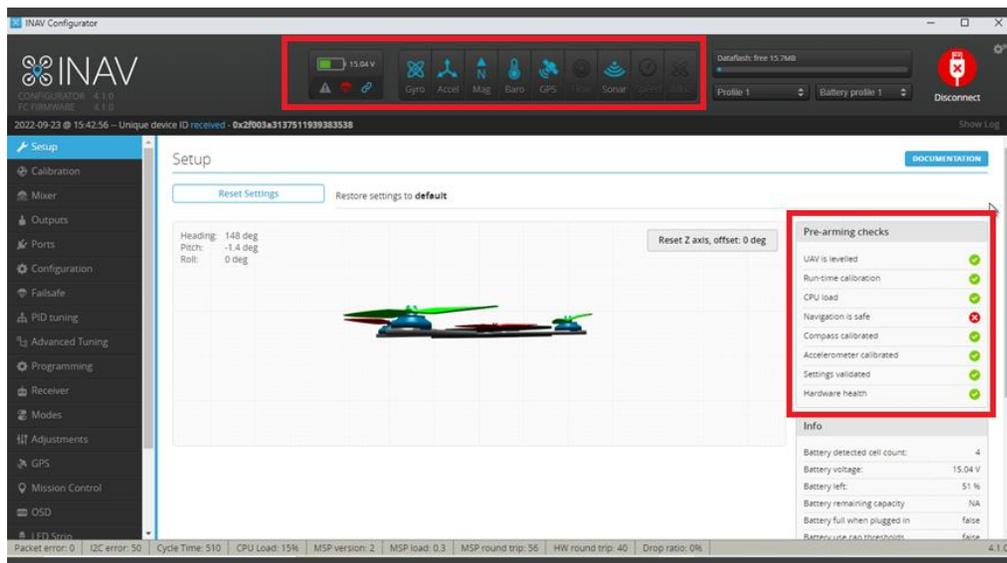 INAV Configurator
INAV
CONFIGURATOR 4.1.0
FC FIRMWARE 4.1.0
15.04 V
Gyro Accel Mag Baro GPS Flow Sonar Speed
Dataflash: free 15.7MB
Profile 1 Battery profile 1
Disconnect
2022-09-23 @ 15:42:56 -- Unique device ID received - 0x2f003a3137511939383538 Show Log
Setup
Calibration
Mixer
Outputs
Ports
Configuration
Failsafe
PID tuning
Advanced Tuning
Programming
Receiver
Modes
Adjustments
GPS
Mission Control
OSD
LED Strip
Setup
DOCUMENTATION
Reset Settings Restore settings to default
Heading: 148 deg
Pitch: -1.4 deg
Roll: 0 deg
Reset Z axis, offset: 0 deg
Pre-arming checks
UAV is levelled
Run-time calibration
CPU load
Navigation is safe
Compass calibrated
Accelerometer calibrated
Settings validated
Hardware health
Info
Battery detected cell count: 4
Battery voltage: 15.04 V
Battery left: 51 %
Battery remaining capacity NA
Battery full when plugged in false
Battery use cap thresholds false
Packet error: 0 I2C error: 50 Cycle Time: 510 CPU Load: 15% MSP version: 2 MSP load: 0.3 MSP round trip: 56 HW round trip: 40 Drop ratio: 0% 4.1.0